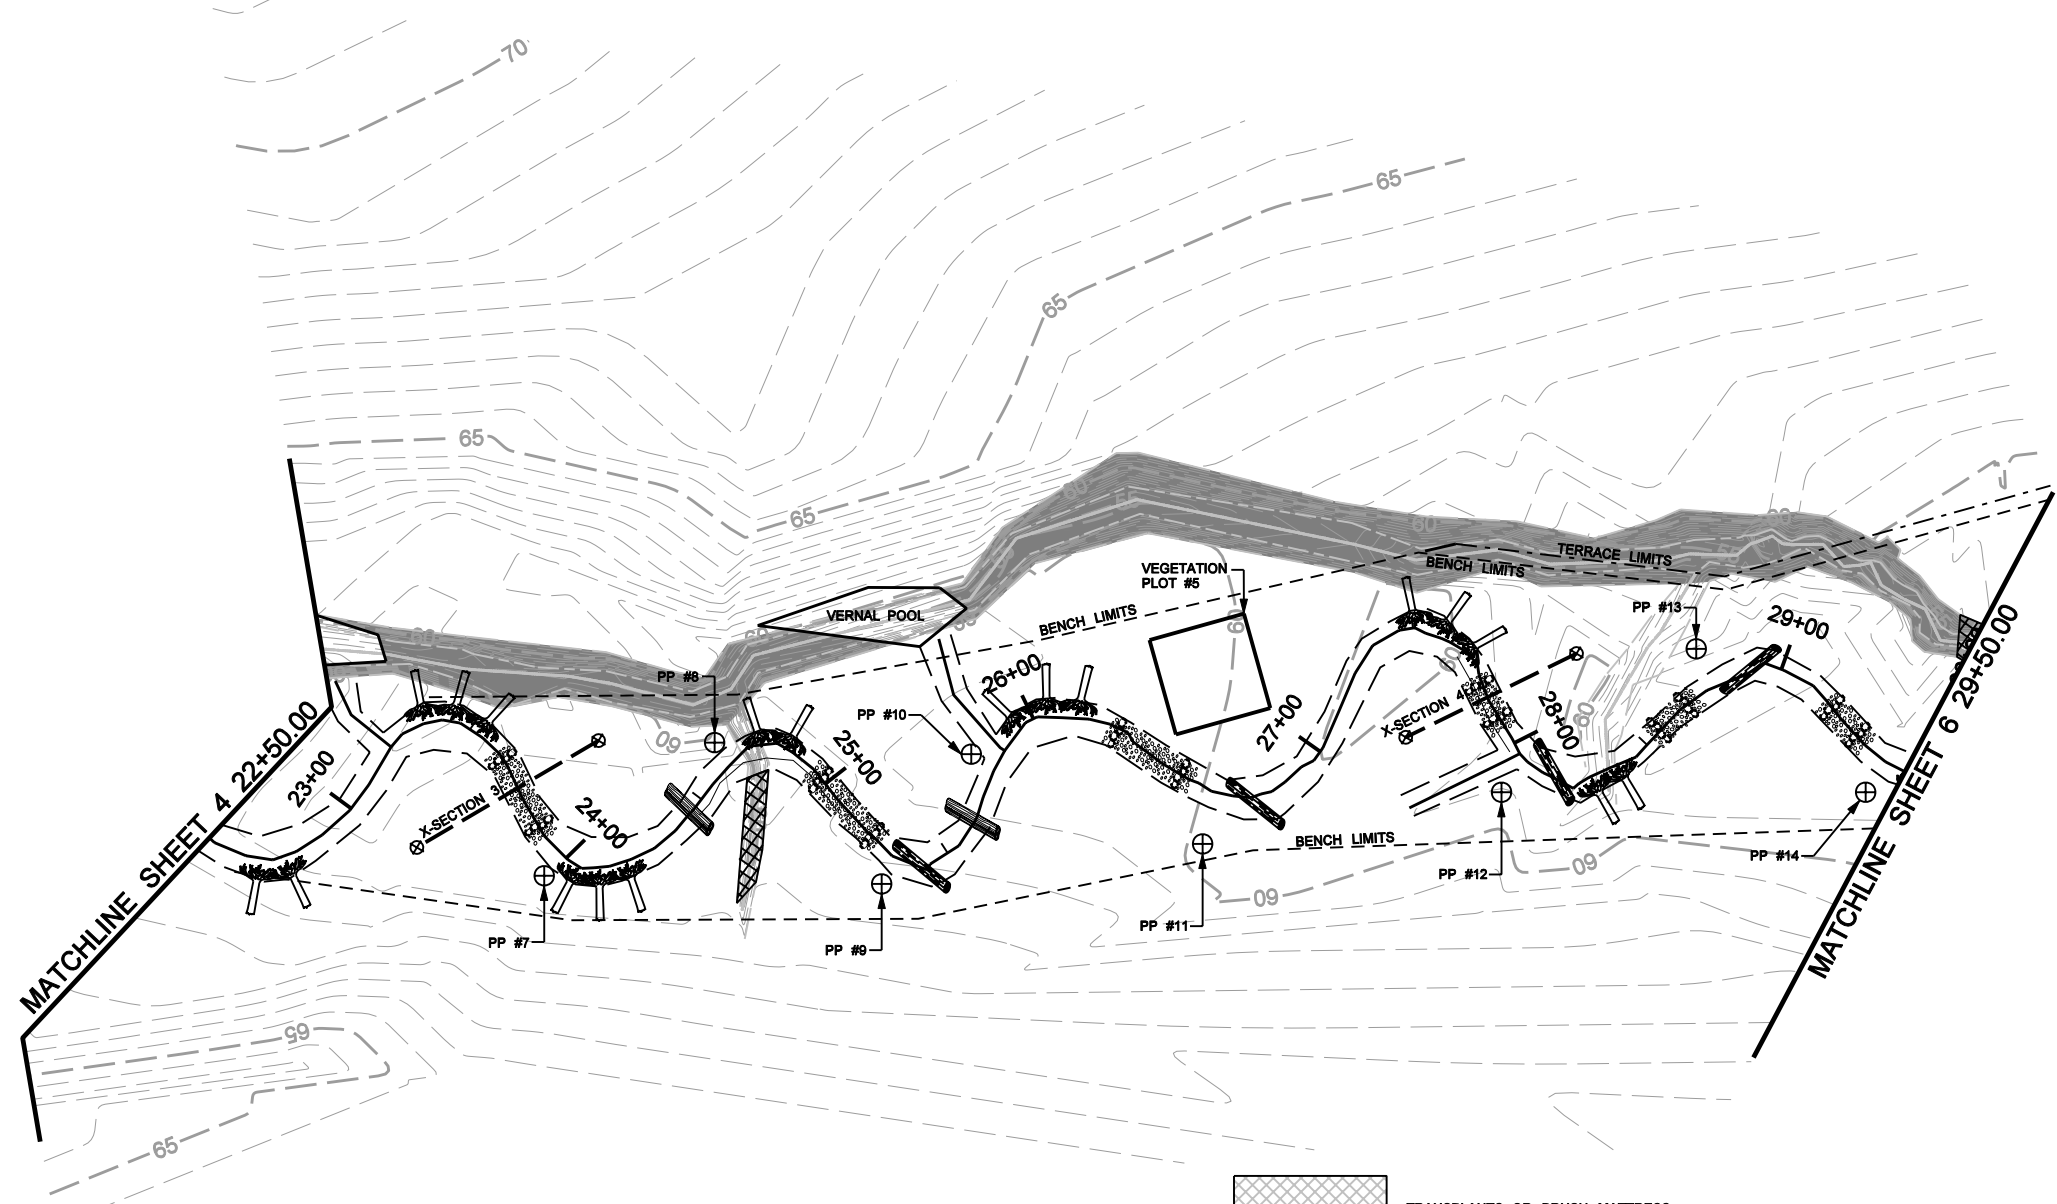 70
65
65
65
65
60
55
60
60
TERRACE LIMITS
BENCH LIMITS
VEGETATION
PLOT #5
PP #13
29+00
VERNAL POOL
BENCH LIMITS
60
60
60
60
PP #8
26+00
PP #10
X-SECTION 4
28+00
27+00
60
60
MATCHLINE SHEET 4 22+50.00
23+00
X-SECTION 3
24+00
25+00
BENCH LIMITS
PP #14
PP #12
60
60
PP #11
PP #7
PP #9
MATCHLINE SHEET 6 29+50.00
65
65